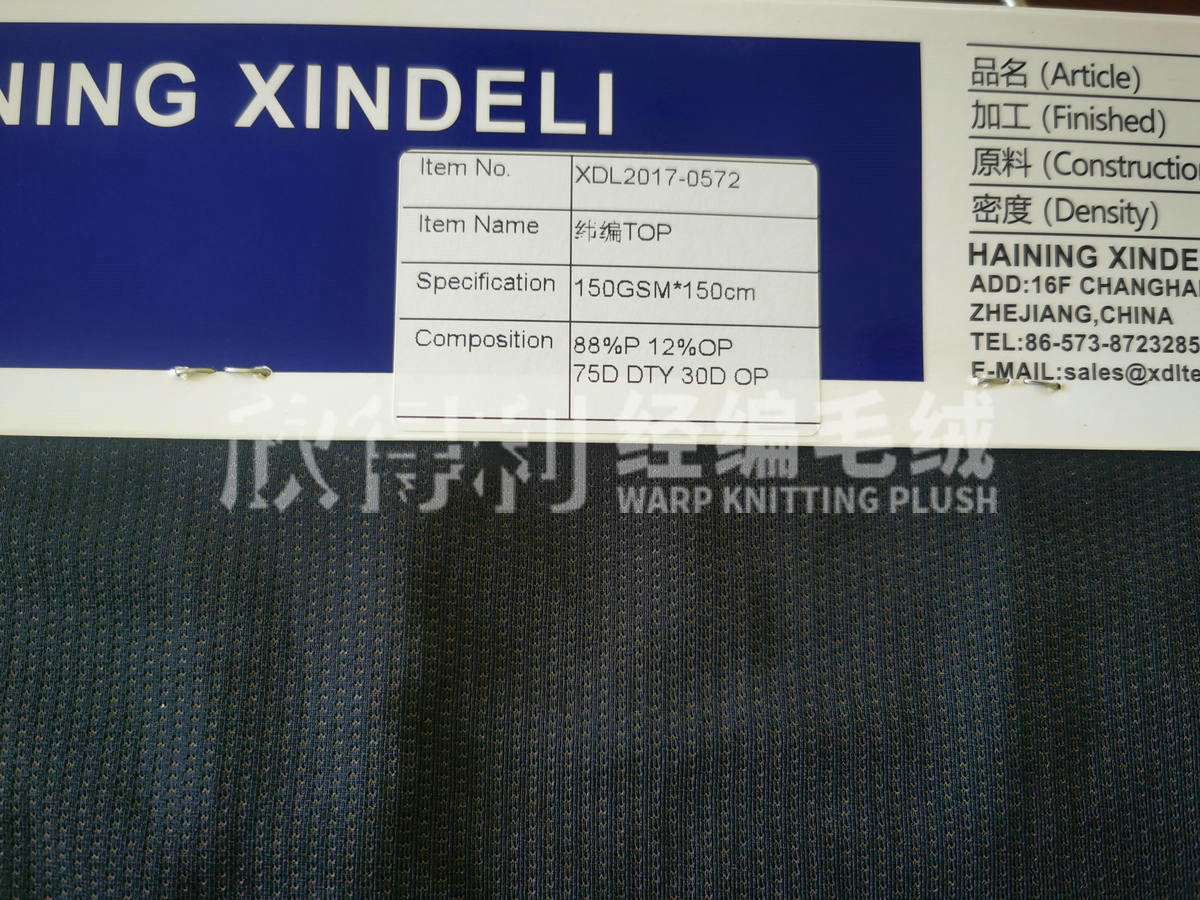 NING XINDELI
Item No. XDL2017-0572
Item Name 纬编TOP
Specification 150GSM*150cm
Composition 88%P 12%OP
75D DTY 30D OP
品名 (Article)
加工 (Finished)
原料 (Constructio
密度 (Density)
HAINING XINDE
ADD:16F CHANGHA
ZHEJIANG,CHINA
TEL:86-573-8723285
E-MAIL:sales@xdlte
欣得利 经编毛绒
WARP KNITTING PLUSH